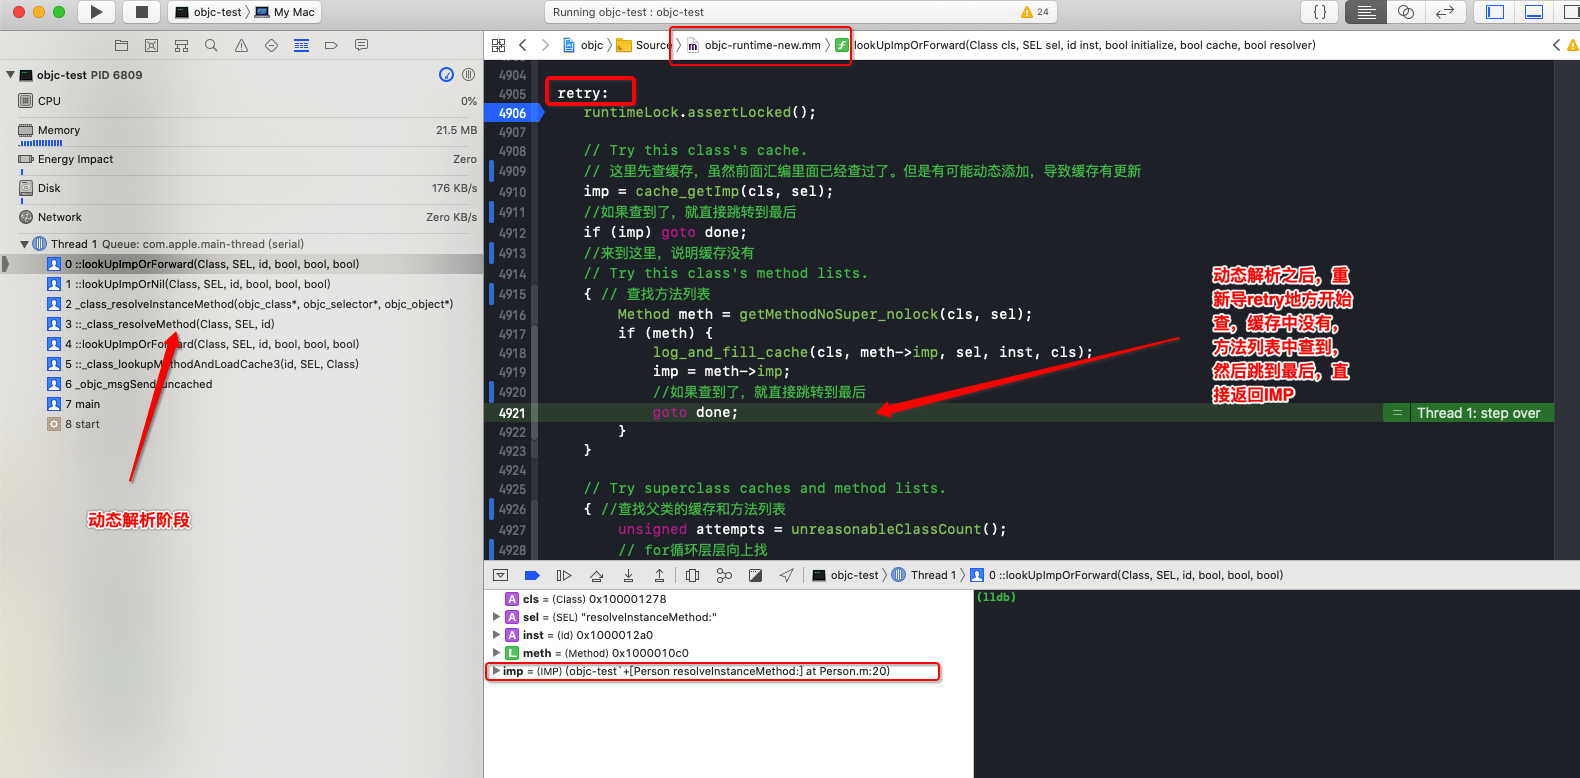 objc-test
My Mac
Running objc-test : objc-test
24
{ }
objc-test PID 6809
CPU
0%
Memory
21.5 MB
Energy Impact
Zero
Disk
176 KB/s
Network
Zero KB/s
Thread 1 Queue: com.apple.main-thread (serial)
0 ::lookUpImpOrForward(Class, SEL, id, bool, bool, bool)
1 ::lookUpImpOrNil(Class, SEL, id, bool, bool, bool)
2 _class_resolveInstanceMethod(objc_class*, objc_selector*, objc_object*)
3 ::_class_resolveMethod(Class, SEL, id)
4 ::lookUpImpOrForward(Class, SEL, id, bool, bool, bool)
5 ::_class_lookupMethodAndLoadCache3(id, SEL, Class)
6 _objc_msgSend_uncached
7 main
8 start
动态解析阶段
objc
Source
objc-runtime-new.mm
lookUpImpOrForward(Class cls, SEL sel, id inst, bool initialize, bool cache, bool resolver)
4904
4905 retry:
4906 runtimeLock.assertLocked();
4907
4908 // Try this class's cache.
4909 // 这里先查缓存，虽然前面汇编里面已经查过了。但是有可能动态添加，导致缓存有更新
4910 imp = cache_getImp(cls, sel);
4911 //如果查到了，就直接跳转到最后
4912 if (imp) goto done;
4913 //来到这里，说明缓存没有
4914 // Try this class's method lists.
4915 { // 查找方法列表
4916 Method meth = getMethodNoSuper_nolock(cls, sel);
4917 if (meth) {
4918 log_and_fill_cache(cls, meth->imp, sel, inst, cls);
4919 imp = meth->imp;
4920 //如果查到了，就直接跳转到最后
4921 goto done;
= Thread 1: step over
4922 }
4923 }
4924
4925 // Try superclass caches and method lists.
4926 { //查找父类的缓存和方法列表
4927 unsigned attempts = unreasonableClassCount();
4928 // for循环层层向上找
动态解析之后，重
新导retry地方开始
查，缓存中没有，
方法列表中查到，
然后跳到最后，直
接返回IMP
objc-test
Thread 1
0 ::lookUpImpOrForward(Class, SEL, id, bool, bool, bool)
A cls = (Class) 0x100001278
A sel = (SEL) "resolveInstanceMethod:"
A inst = (id) 0x1000012a0
L meth = (Method) 0x1000010c0
imp = (IMP) (objc-test`+[Person resolveInstanceMethod:] at Person.m:20)
(lldb)